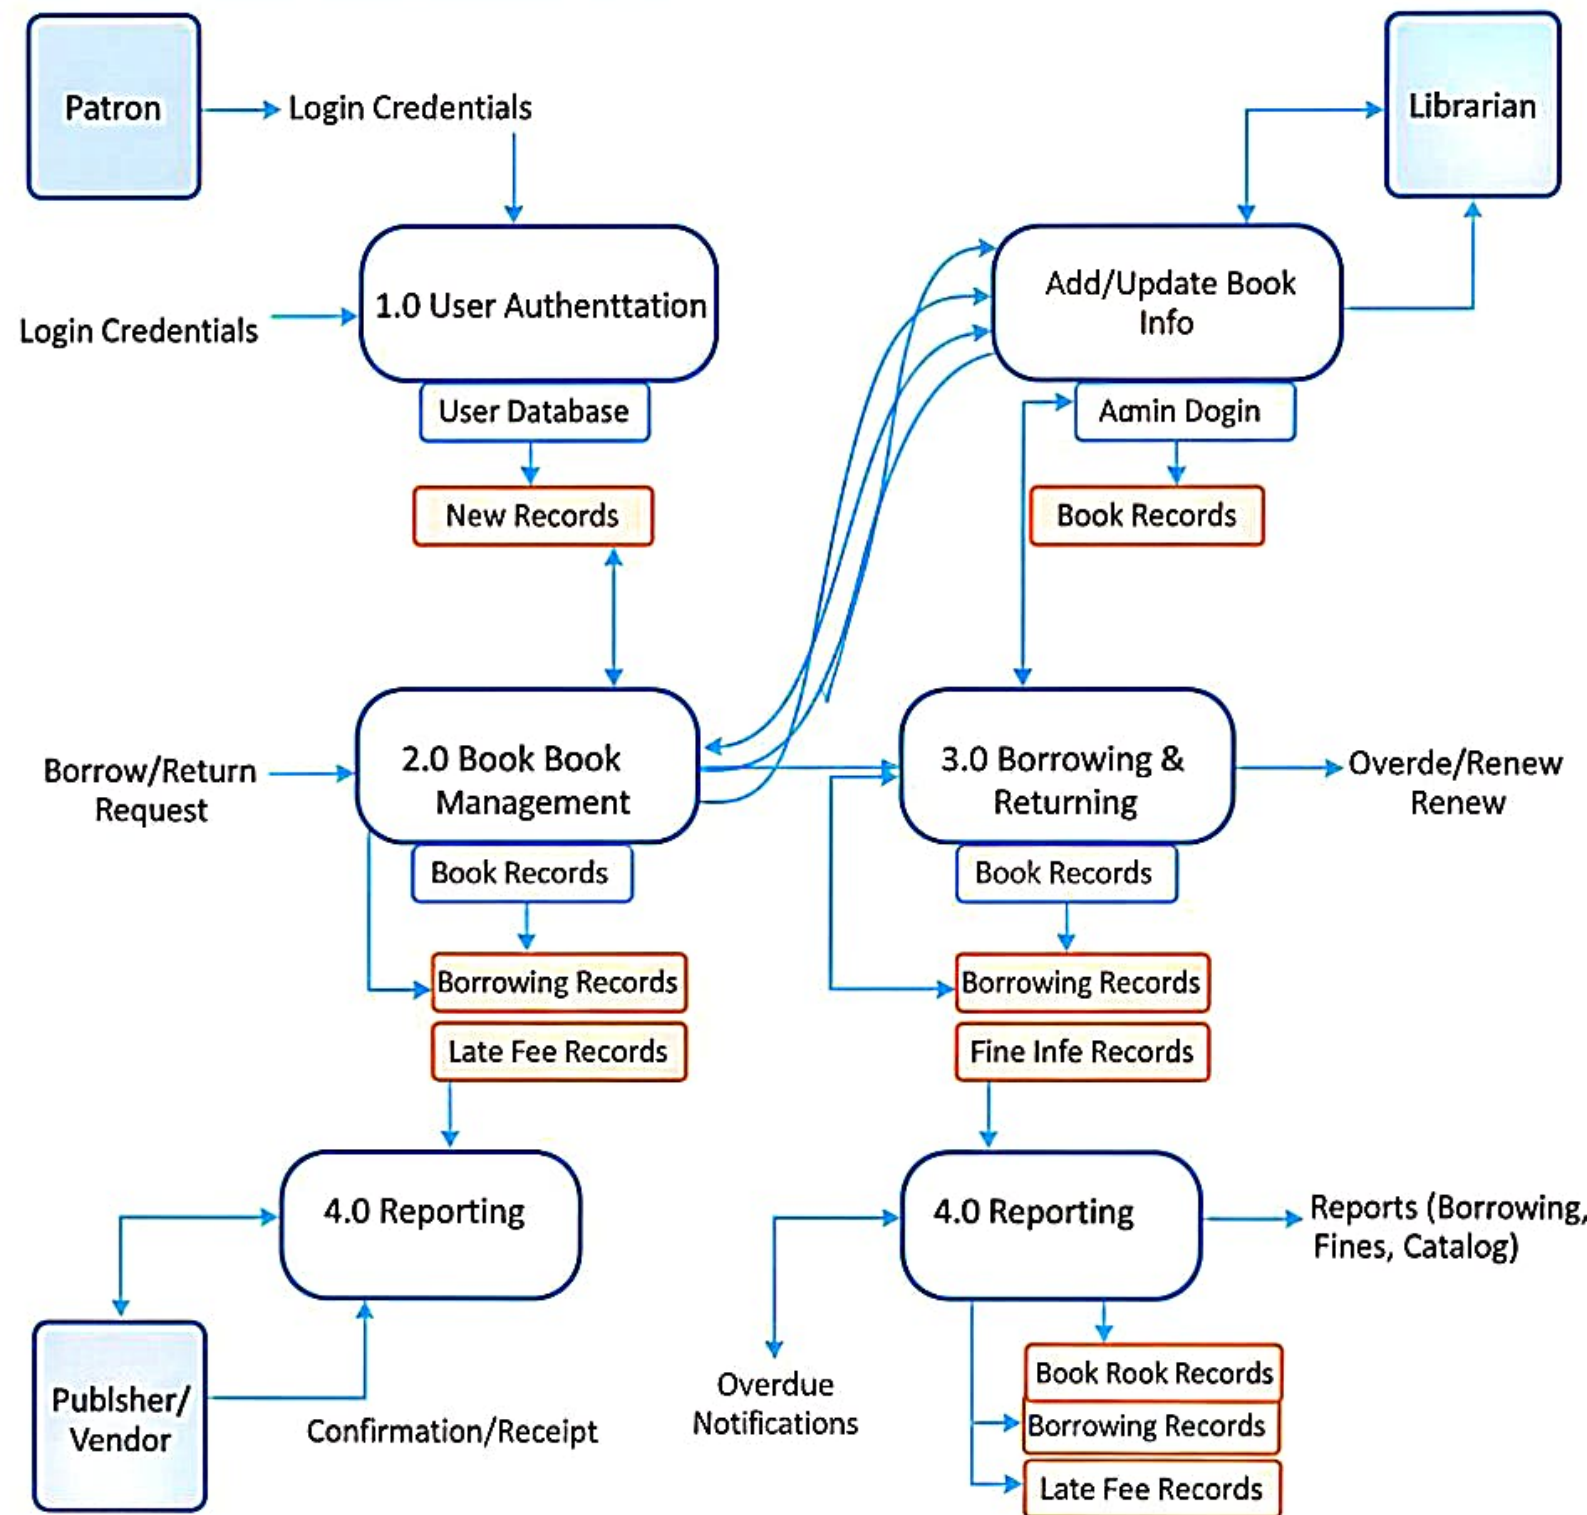 Patron
Login Credentials
Librarian
1.0 User Authenttation
Login Credentials
User Database
New Records
Add/Update Book
Info
Acmin Dogin
Book Records
Borrow/Return
Request
2.0 Book Book
Management
Book Records
Borrowing Records
Late Fee Records
3.0 Borrowing &
Returning
Overde/Renew
Renew
Book Records
Borrowing Records
Fine Infe Records
4.0 Reporting
Publsher/
Vendor
Confirmation/Receipt
4.0 Reporting
Reports (Borrowing,
Fines, Catalog)
Overdue
Notifications
Book Rook Records
Borrowing Records
Late Fee Records